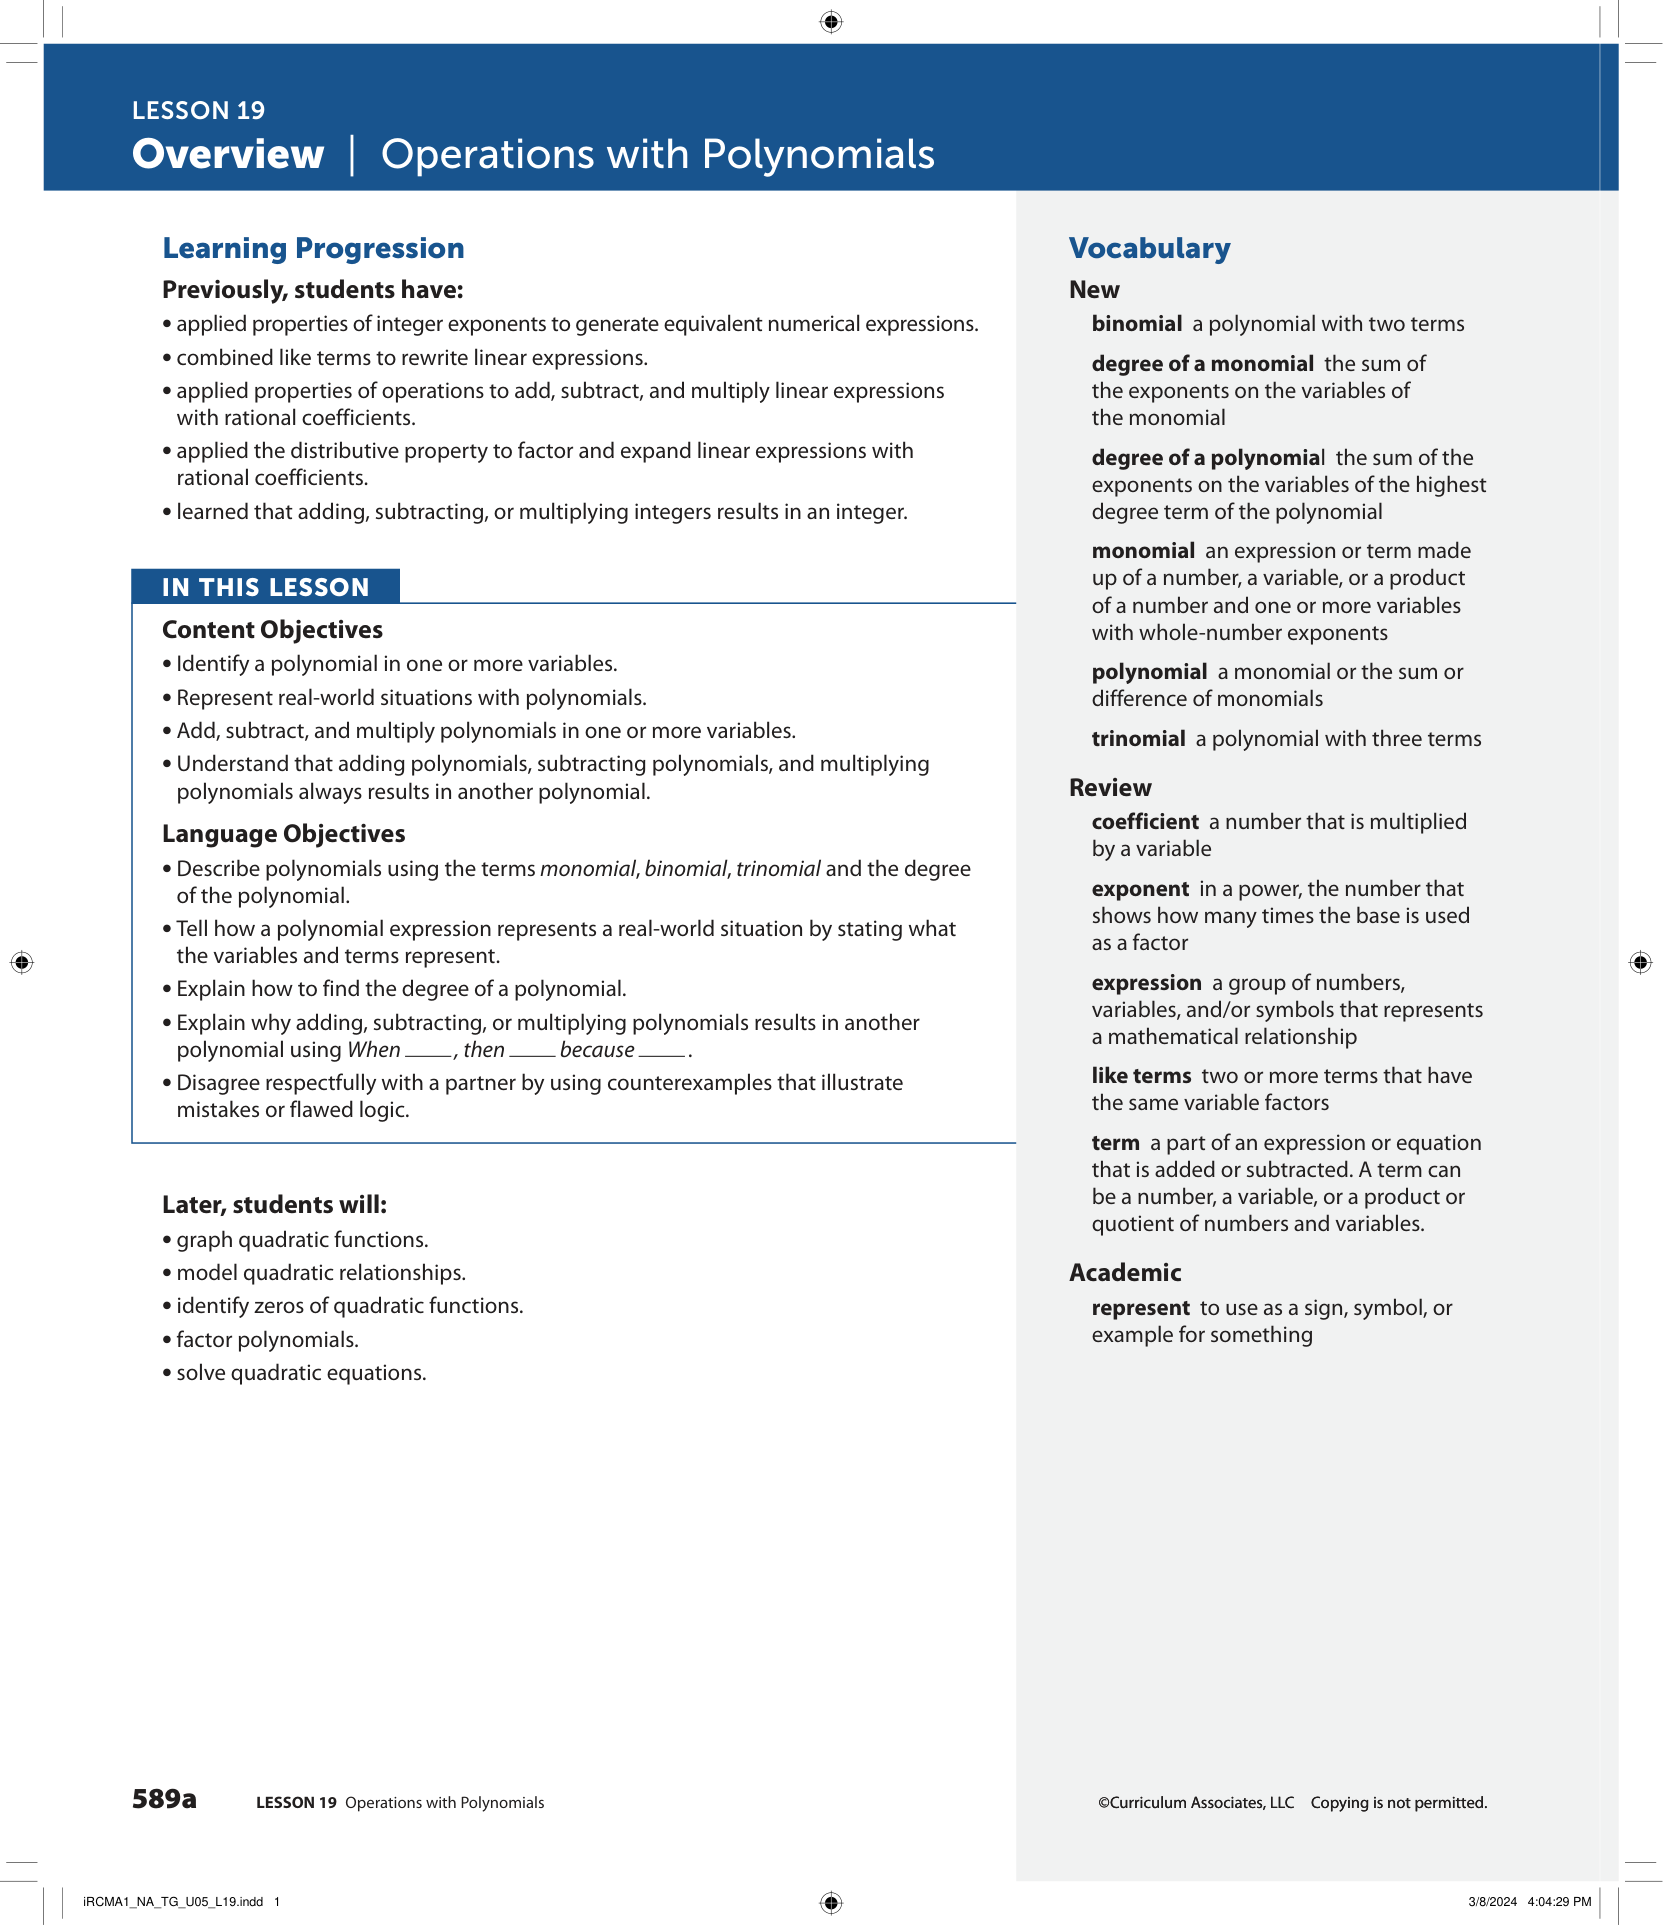 LESSON 19
Overview | Operations with Polynomials
Learning Progression
Previously, students have:
• applied properties of integer exponents to generate equivalent numerical expressions.
• combined like terms to rewrite linear expressions.
• applied properties of operations to add, subtract, and multiply linear expressions
with rational coefficients.
• applied the distributive property to factor and expand linear expressions with
rational coefficients.
• learned that adding, subtracting, or multiplying integers results in an integer.
IN THIS LESSON
Content Objectives
• Identify a polynomial in one or more variables.
• Represent real-world situations with polynomials.
• Add, subtract, and multiply polynomials in one or more variables.
• Understand that adding polynomials, subtracting polynomials, and multiplying
polynomials always results in another polynomial.
Language Objectives
• Describe polynomials using the terms monomial, binomial, trinomial and the degree
of the polynomial.
• Tell how a polynomial expression represents a real-world situation by stating what
the variables and terms represent.
• Explain how to find the degree of a polynomial.
• Explain why adding, subtracting, or multiplying polynomials results in another
polynomial using When ____, then ____ because ____.
• Disagree respectfully with a partner by using counterexamples that illustrate
mistakes or flawed logic.
Later, students will:
• graph quadratic functions.
• model quadratic relationships.
• identify zeros of quadratic functions.
• factor polynomials.
• solve quadratic equations.
Vocabulary
New
binomial a polynomial with two terms
degree of a monomial the sum of
the exponents on the variables of
the monomial
degree of a polynomial the sum of the
exponents on the variables of the highest
degree term of the polynomial
monomial an expression or term made
up of a number, a variable, or a product
of a number and one or more variables
with whole-number exponents
polynomial a monomial or the sum or
difference of monomials
trinomial a polynomial with three terms
Review
coefficient a number that is multiplied
by a variable
exponent in a power, the number that
shows how many times the base is used
as a factor
expression a group of numbers,
variables, and/or symbols that represents
a mathematical relationship
like terms two or more terms that have
the same variable factors
term a part of an expression or equation
that is added or subtracted. A term can
be a number, a variable, or a product or
quotient of numbers and variables.
Academic
represent to use as a sign, symbol, or
example for something
589a LESSON 19 Operations with Polynomials
©Curriculum Associates, LLC Copying is not permitted.
iRCMA1_NA_TG_U05_L19.indd 1
3/8/2024 4:04:29 PM